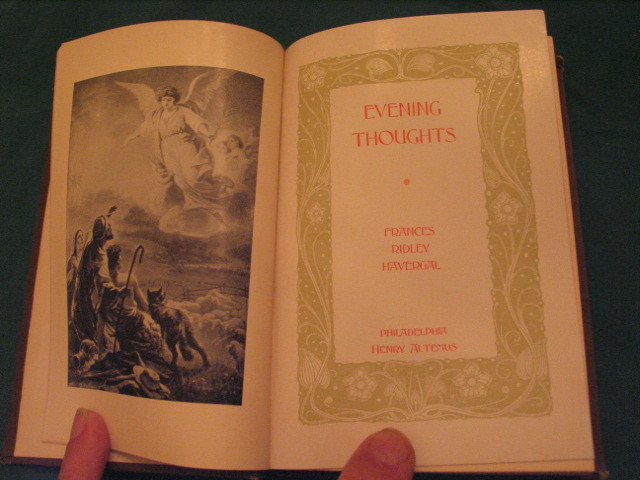 EVENING
THOUGHTS
FRANCES
RIDLEY
HAVERGAL
PHILADELPHIA
HENRY ALTEMUS